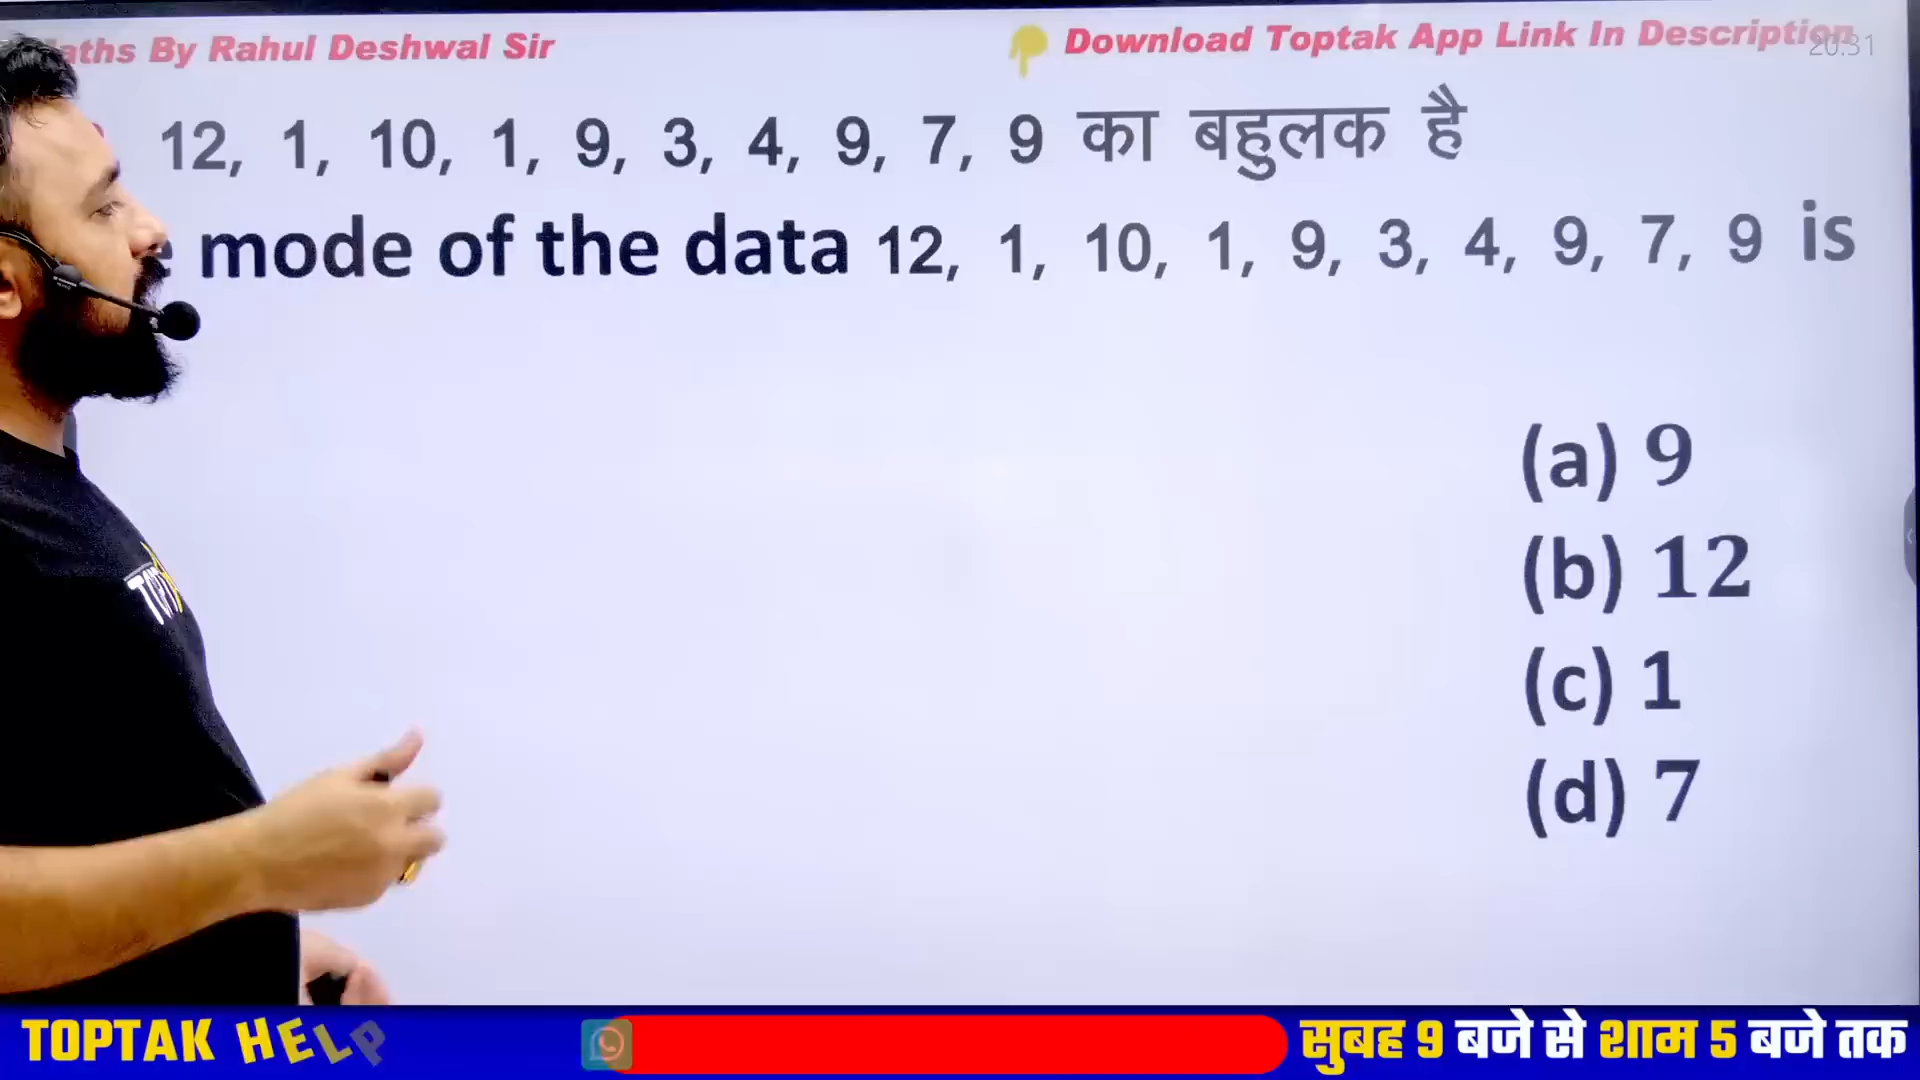 Maths By Rahul Deshwal Sir
Download Toptak App Link In Description
20:31
12, 1, 10, 1, 9, 3, 4, 9, 7, 9 का बहुलक है
mode of the data 12, 1, 10, 1, 9, 3, 4, 9, 7, 9 is
(a) 9
(b) 12
(c) 1
(d) 7
TOPTAK HELP
सुबह 9 बजे से शाम 5 बजे तक